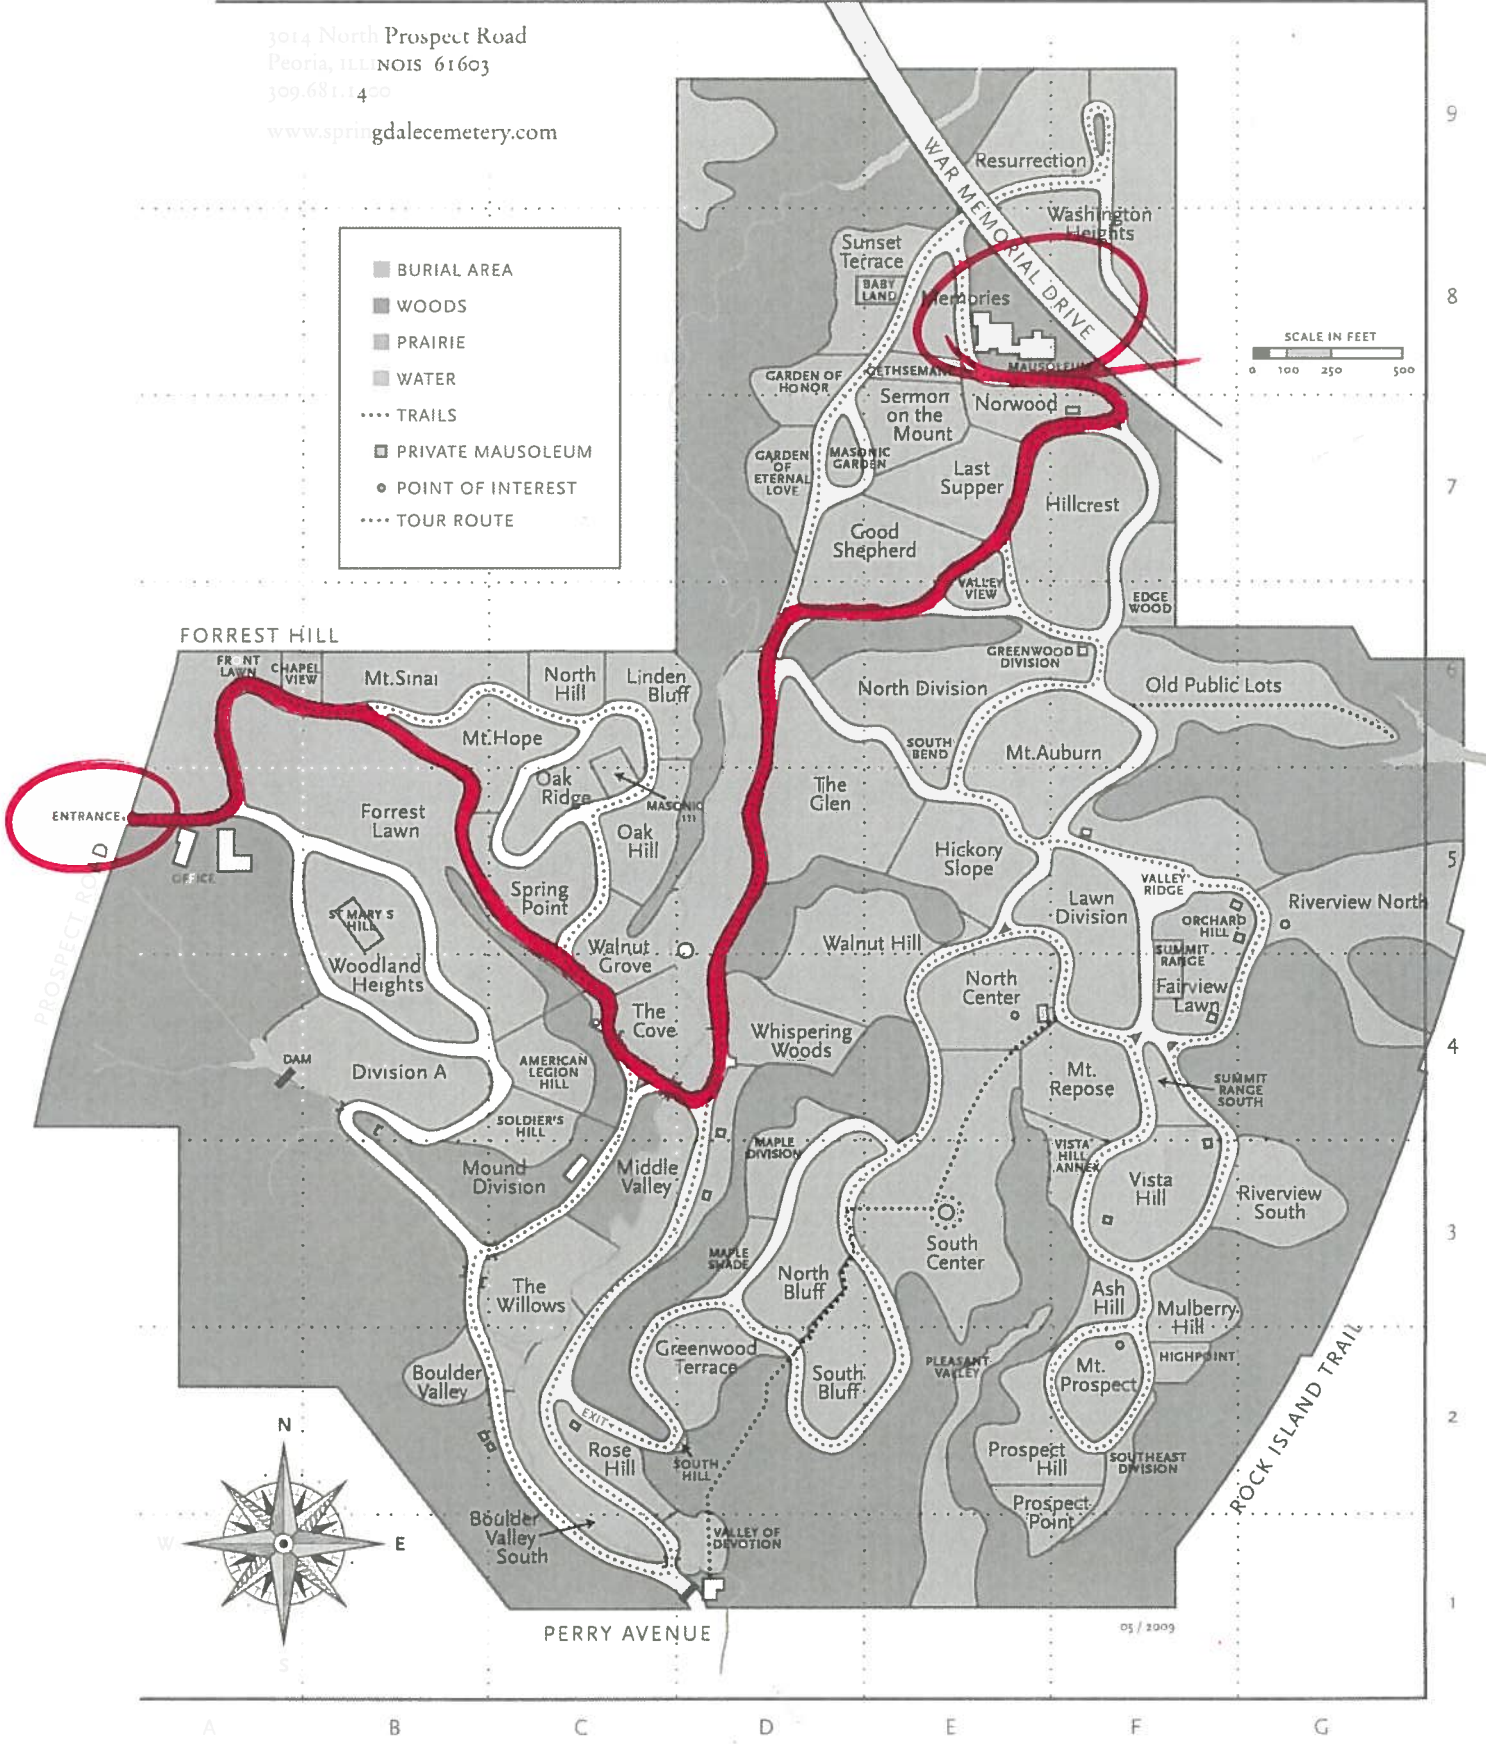 3014 North Prospect Road
Peoria, ILLINOIS 61603
309.681.1400
4
www.springdalecemetery.com
BURIAL AREA
WOODS
PRAIRIE
WATER
TRAILS
PRIVATE MAUSOLEUM
POINT OF INTEREST
TOUR ROUTE
WAR MEMORIAL DRIVE
Resurrection
Washington
Heights
Sunset
Terrace
BABY
LAND
Memories
SCALE IN FEET
0 100 250 500
GARDEN OF
HONOR
GETHSEMANE
MAUSOLEUM
Sermon
on the
Mount
Norwood
MASONIC
GARDEN
GARDEN
OF
ETERNAL
LOVE
Last
Supper
Hillcrest
Good
Shepherd
VALLEY
VIEW
EDGE
WOOD
FORREST HILL
FRONT
LAWN
CHAPEL
VIEW
Mt.Sinai
North
Hill
Linden
Bluff
GREENWOOD
DIVISION
North Division
Old Public Lots
Mt.Hope
SOUTH
BEND
Mt.Auburn
Oak
Ridge
MASONIC
The
Glen
ENTRANCE
Forrest
Lawn
Oak
Hill
OFFICE
PROSPECT ROAD
Hickory
Slope
VALLEY
RIDGE
Lawn
Division
Riverview North
Spring
Point
ST MARY S
HILL
ORCHARD
HILL
Walnut
Grove
Walnut Hill
SUMMIT
RANGE
Woodland
Heights
North
Center
Fairview
Lawn
The
Cove
Whispering
Woods
DAM
Division A
AMERICAN
LEGION
HILL
Mt.
Repose
SUMMIT
RANGE
SOUTH
SOLDIER'S
HILL
MAPLE
DIVISION
VISTA
HILL
ANNEX
Mound
Division
Middle
Valley
Vista
Hill
Riverview
South
MAPLE
SHADE
South
Center
The
Willows
North
Bluff
Ash
Hill
Mulberry
Hill
Greenwood
Terrace
HIGHPOINT
PLEASANT
VALLEY
Boulder
Valley
South
Bluff
Mt.
Prospect
EXIT
ROCK ISLAND TRAIL
Rose
Hill
SOUTH
HILL
Prospect
Hill
SOUTHEAST
DIVISION
Prospect
Point
Boulder
Valley
South
VALLEY OF
DEVOTION
N
W
E
S
PERRY AVENUE
05 / 2009
9
8
7
6
5
4
3
2
1
A B C D E F G